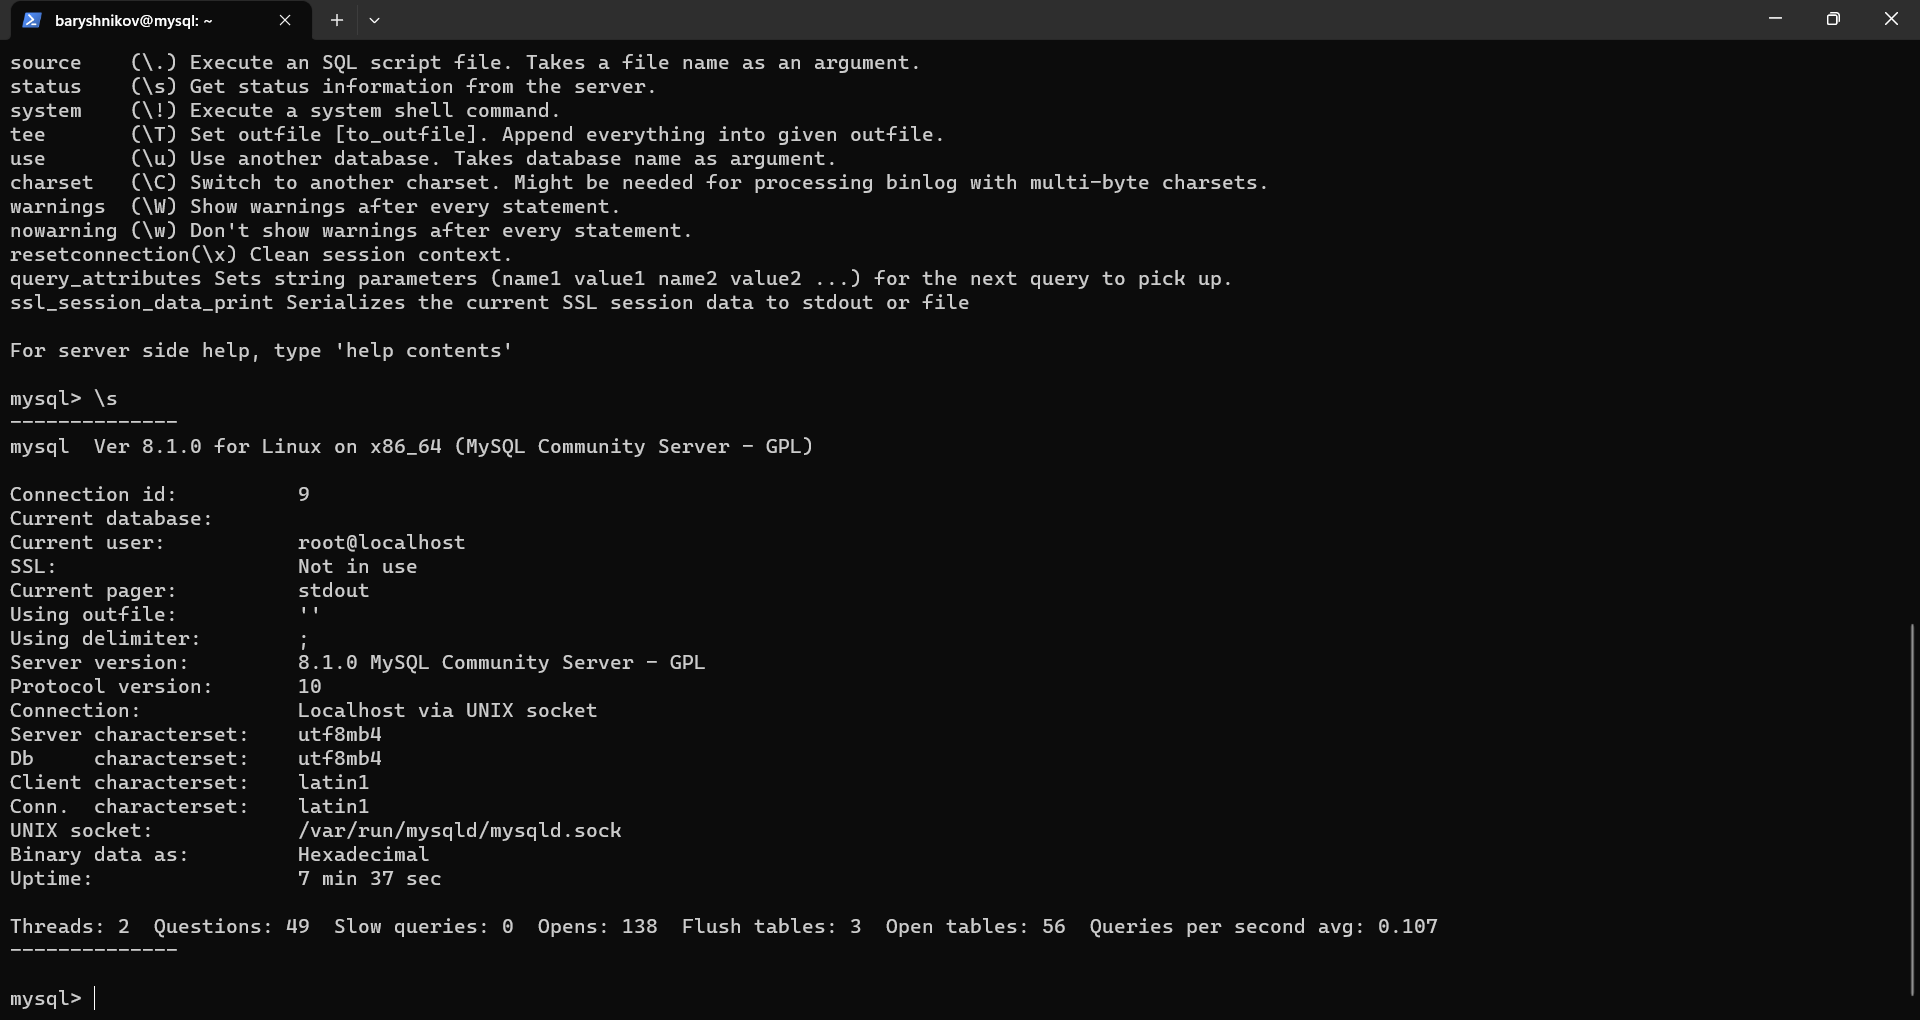 baryshnikov@mysql: ~
source    (\.) Execute an SQL script file. Takes a file name as an argument.
status    (\s) Get status information from the server.
system    (\!) Execute a system shell command.
tee       (\T) Set outfile [to_outfile]. Append everything into given outfile.
use       (\u) Use another database. Takes database name as argument.
charset   (\C) Switch to another charset. Might be needed for processing binlog with multi-byte charsets.
warnings  (\W) Show warnings after every statement.
nowarning (\w) Don't show warnings after every statement.
resetconnection(\x) Clean session context.
query_attributes Sets string parameters (name1 value1 name2 value2 ...) for the next query to pick up.
ssl_session_data_print Serializes the current SSL session data to stdout or file

For server side help, type 'help contents'

mysql> \s
--------------
mysql  Ver 8.1.0 for Linux on x86_64 (MySQL Community Server - GPL)

Connection id:          9
Current database:
Current user:           root@localhost
SSL:                    Not in use
Current pager:          stdout
Using outfile:          ''
Using delimiter:        ;
Server version:         8.1.0 MySQL Community Server - GPL
Protocol version:       10
Connection:             Localhost via UNIX socket
Server characterset:    utf8mb4
Db     characterset:    utf8mb4
Client characterset:    latin1
Conn.  characterset:    latin1
UNIX socket:            /var/run/mysqld/mysqld.sock
Binary data as:         Hexadecimal
Uptime:                 7 min 37 sec

Threads: 2  Questions: 49  Slow queries: 0  Opens: 138  Flush tables: 3  Open tables: 56  Queries per second avg: 0.107
--------------

mysql>